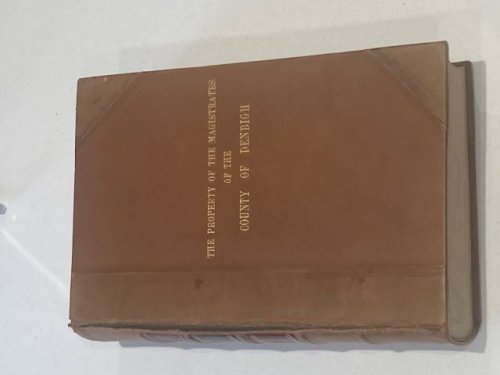 THE PROPERTY OF THE MAGISTRATES
OF THE
COUNTY OF DENBIGH